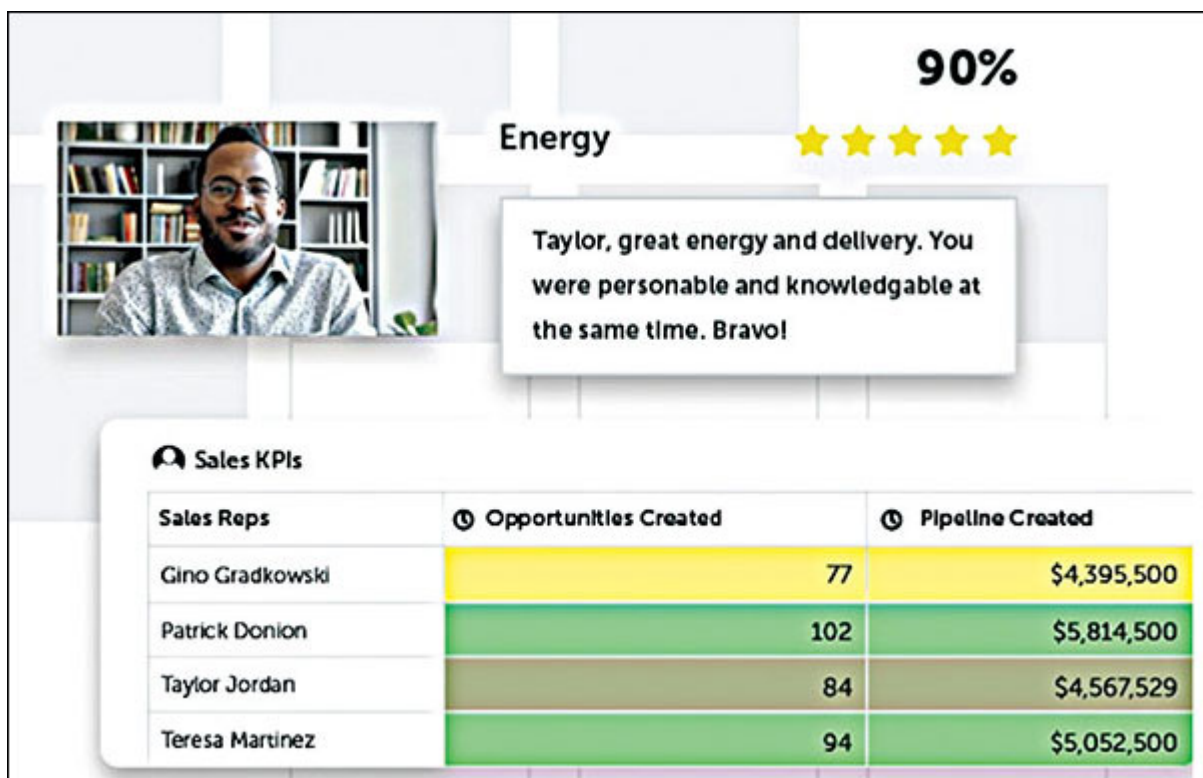 90%
Energy
Taylor, great energy and delivery. You
were personable and knowledgable at
the same time. Bravo!
Sales KPIs
Sales Reps Opportunities Created Pipeline Created
Gino Gradkowski 77 $4,395,500
Patrick Donion 102 $5,814,500
Taylor Jordan 84 $4,567,529
Teresa Martinez 94 $5,052,500